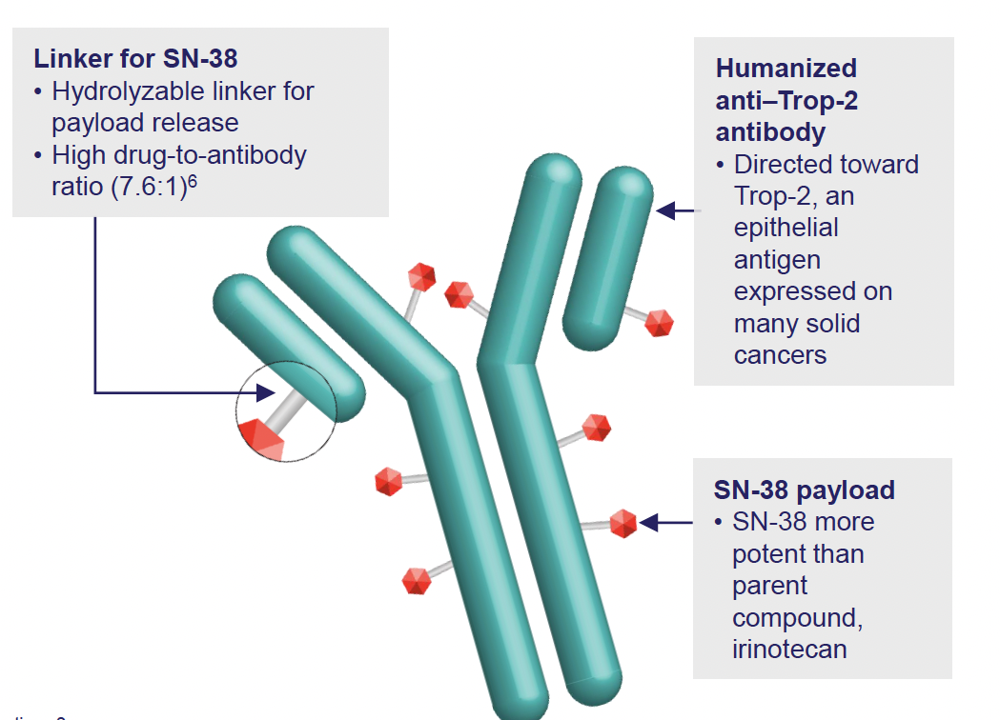 Linker for SN-38
• Hydrolyzable linker for
payload release
• High drug-to-antibody
ratio (7.6:1)6
Humanized
anti–Trop-2
antibody
• Directed toward
Trop-2, an
epithelial
antigen
expressed on
many solid
cancers
SN-38 payload
• SN-38 more
potent than
parent
compound,
irinotecan